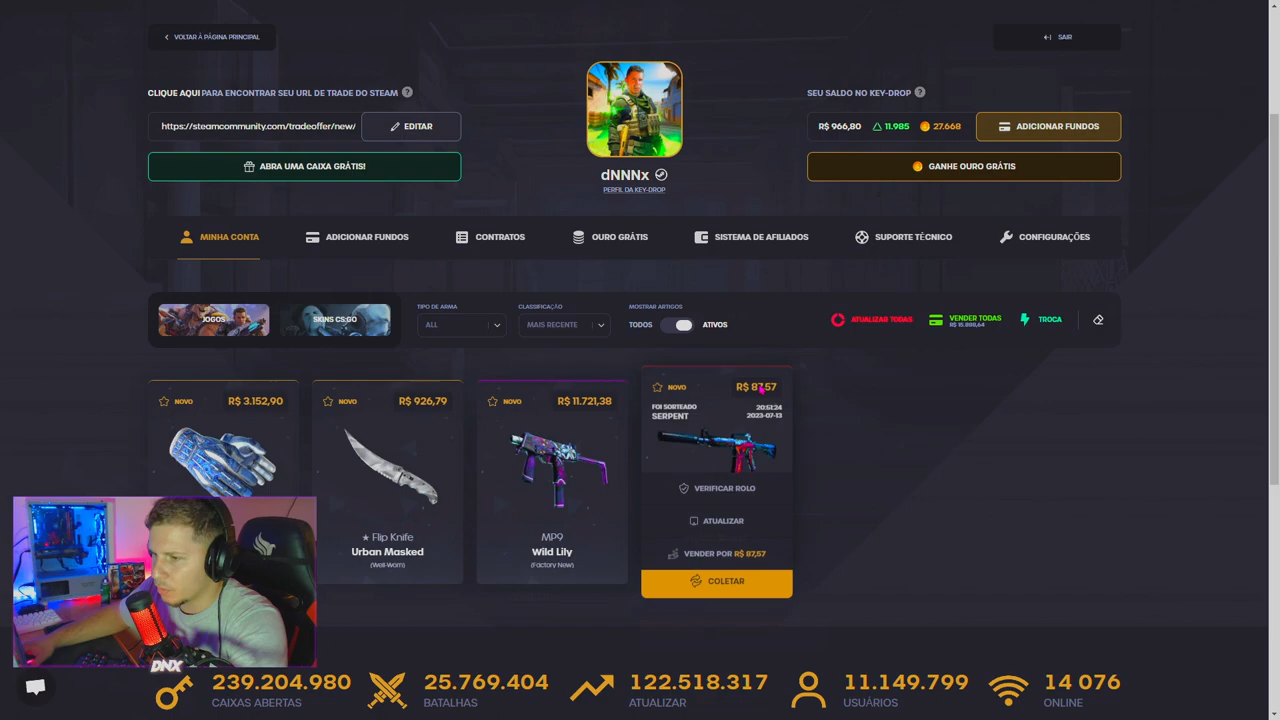 VOLTAR À PÁGINA PRINCIPAL
SAIR
CLIQUE AQUI PARA ENCONTRAR SEU URL DE TRADE DO STEAM ?
SEU SALDO NO KEY-DROP ?
https://steamcommunity.com/tradeoffer/new/
EDITAR
R$ 966,80 11.985 27.668
ADICIONAR FUNDOS
ABRA UMA CAIXA GRÁTIS!
GANHE OURO GRÁTIS
dNNNx
PERFIL DA KEY-DROP
MINHA CONTA
ADICIONAR FUNDOS
CONTRATOS
OURO GRÁTIS
SISTEMA DE AFILIADOS
SUPORTE TÉCNICO
CONFIGURAÇÕES
JOGOS
SKINS CS:GO
TIPO DE ARMA
ALL
CLASSIFICAÇÃO
MAIS RECENTE
MOSTRAR ARTIGOS
TODOS
ATIVOS
ATUALIZAR TODAS
VENDER TODAS
TROCA
NOVO R$ 3.152,90
NOVO R$ 926,79
★ Flip Knife
Urban Masked
(Well-Worn)
NOVO R$ 11.721,38
MP9
Wild Lily
(Factory New)
NOVO R$ 87,57
FOI SORTEADO 20:51:24
SERPENT 2023-07-13
VERIFICAR ROLO
ATUALIZAR
VENDER POR R$ 87,57
COLETAR
DNX
239.204.980
CAIXAS ABERTAS
25.769.404
BATALHAS
122.518.317
ATUALIZAR
11.149.799
USUÁRIOS
14 076
ONLINE